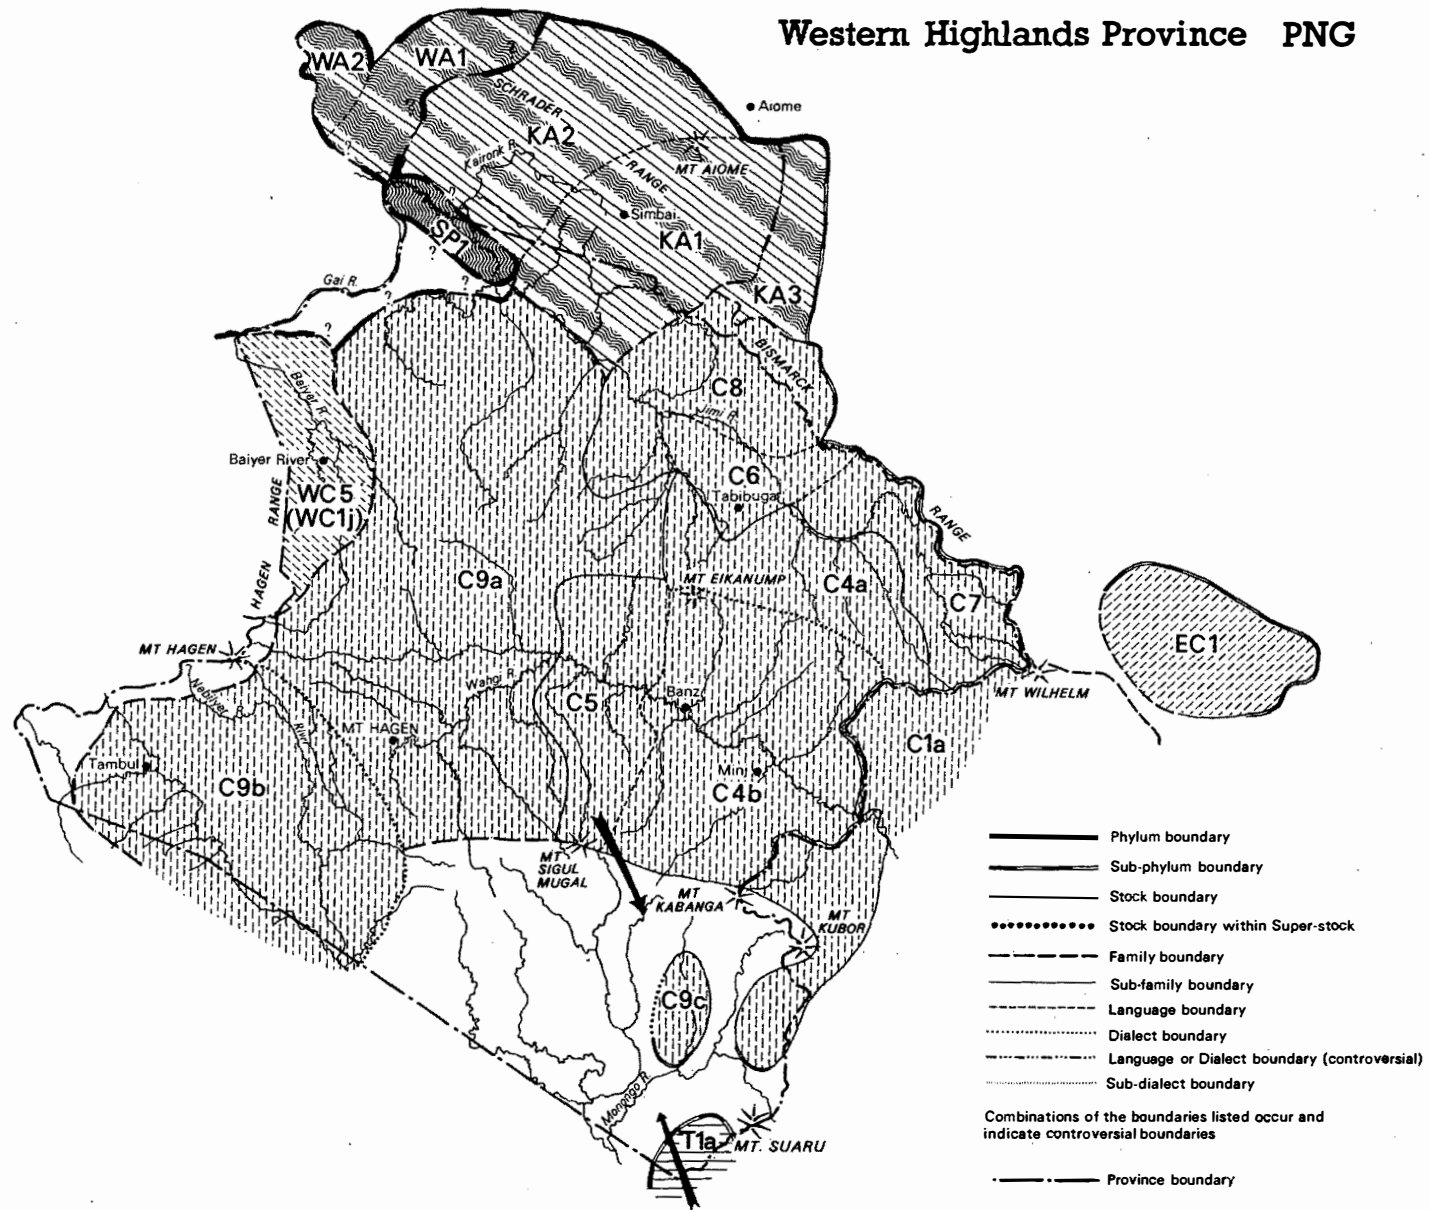 Western Highlands Province PNG
WA2
WA1
SCHRADER
Aiome
KA2
Kaironk R.
RANGE
MT AIOME
Simbai
KA1
SP1
?
?
?
?
?
?
?
?
Gai R.
KA3
BISMARCK
C8
Jimi R.
Baiyer R.
Baiyer River
C6
Tabibuga
WC5
(WC1j)
RANGE
RANGE
HAGEN
C9a
MT EIKANUMP
C4a
C7
EC1
MT HAGEN
MT WILHELM
Nebilyer R.
River
Wahgi R.
C5
Banz
MT HAGEN
C1a
Tambul
C9b
Minj
C4b
MT
SIGUL
MUGAL
MT
KABANGA
MT
KUBOR
C9c
Monongo R.
T1a
MT. SUARU
Phylum boundary
Sub-phylum boundary
Stock boundary
Stock boundary within Super-stock
Family boundary
Sub-family boundary
Language boundary
Dialect boundary
Language or Dialect boundary (controversial)
Sub-dialect boundary
Combinations of the boundaries listed occur and
indicate controversial boundaries
Province boundary